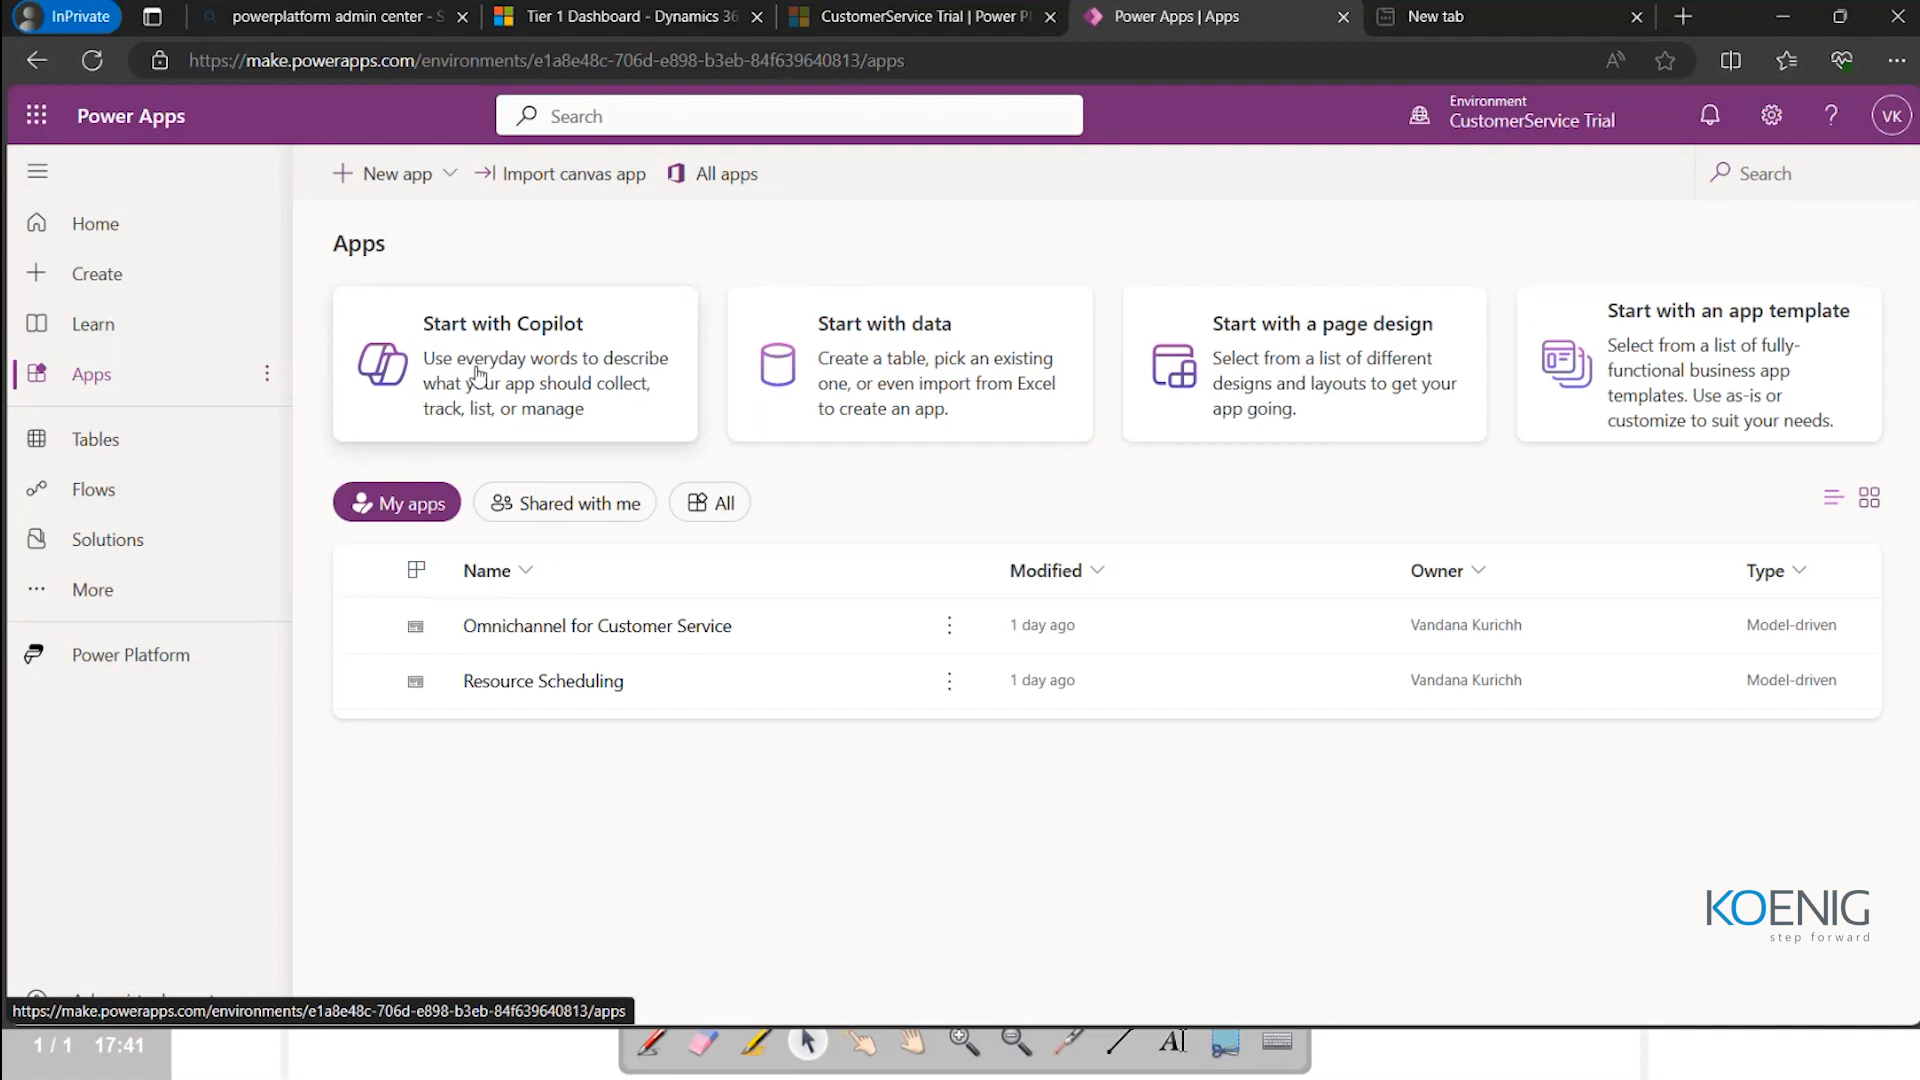 InPrivate
powerplatform admin center - S
Tier 1 Dashboard - Dynamics 36
CustomerService Trial | Power Pl
Power Apps | Apps
New tab
https://make.powerapps.com/environments/e1a8e48c-706d-e898-b3eb-84f639640813/apps
Power Apps
Search
Environment
CustomerService Trial
VK
New app
Import canvas app
All apps
Search
Home
Create
Learn
Apps
Tables
Flows
Solutions
More
Power Platform
Apps
Start with Copilot
Use everyday words to describe
what your app should collect,
track, list, or manage
Start with data
Create a table, pick an existing
one, or even import from Excel
to create an app.
Start with a page design
Select from a list of different
designs and layouts to get your
app going.
Start with an app template
Select from a list of fully-
functional business app
templates. Use as-is or
customize to suit your needs.
My apps
Shared with me
All
Name Modified Owner Type
Omnichannel for Customer Service 1 day ago Vandana Kurichh Model-driven
Resource Scheduling 1 day ago Vandana Kurichh Model-driven
KOENIG
step forward
https://make.powerapps.com/environments/e1a8e48c-706d-e898-b3eb-84f639640813/apps
1 / 1 17:41